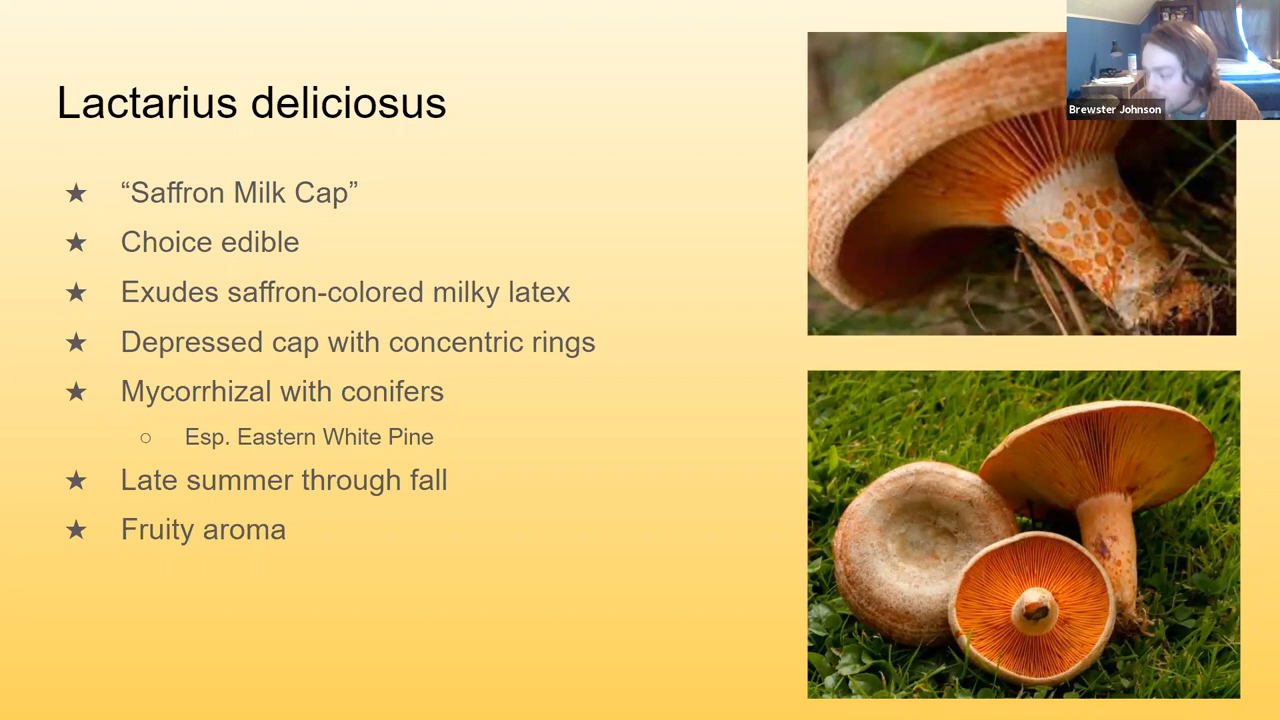 Lactarius deliciosus
★ “Saffron Milk Cap”
★ Choice edible
★ Exudes saffron-colored milky latex
★ Depressed cap with concentric rings
★ Mycorrhizal with conifers
○ Esp. Eastern White Pine
★ Late summer through fall
★ Fruity aroma
Brewster Johnson